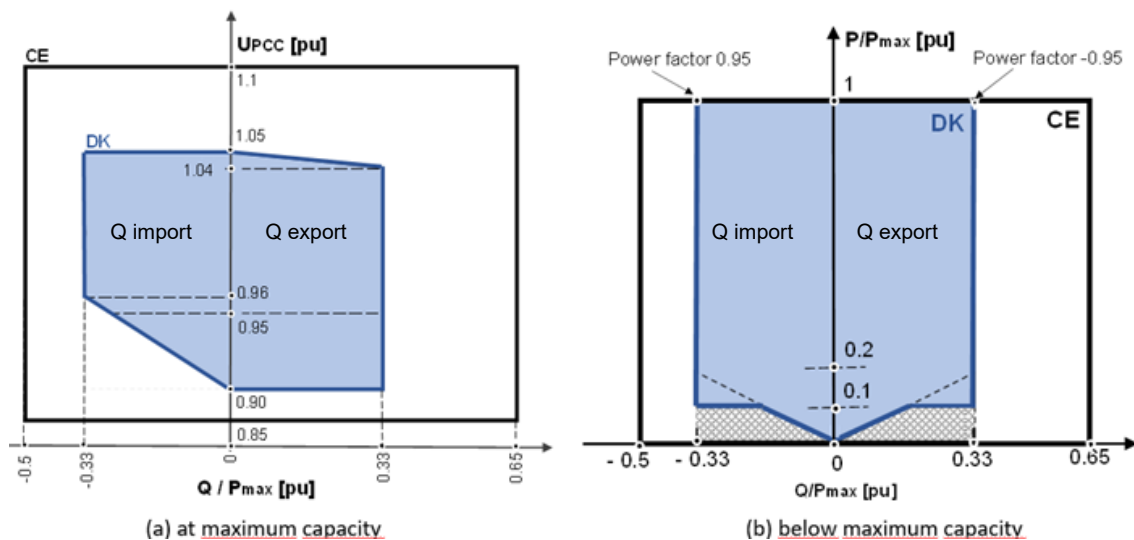 CE
UPCC [pu]
1.1
DK
1.05
1.04
Q import
Q export
0.96
0.95
0.90
0.85
-0.5
-0.33
0
0.33
0.65
Q / Pmax [pu]
(a) at maximum capacity
P/Pmax [pu]
Power factor 0.95
Power factor -0.95
1
DK
CE
Q import
Q export
0.2
0.1
- 0.5
- 0.33
0
0.33
0.65
Q/Pmax [pu]
(b) below maximum capacity